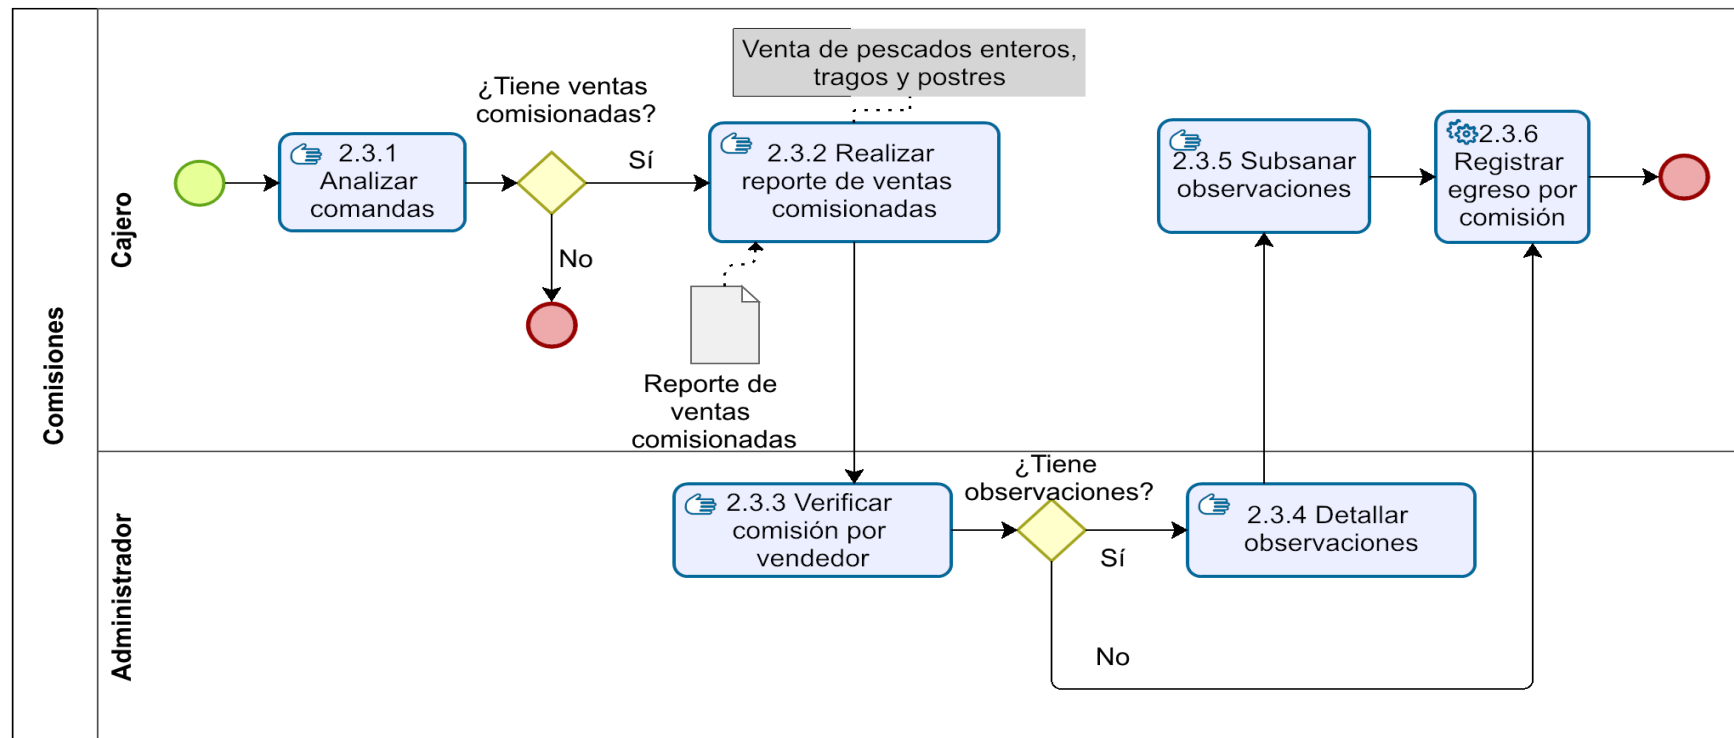 Comisiones
Cajero
2.3.1
Analizar
comandas
¿Tiene ventas
comisionadas?
Sí
No
Venta de pescados enteros,
tragos y postres
2.3.2 Realizar
reporte de ventas
comisionadas
Reporte de
ventas
comisionadas
2.3.5 Subsanar
observaciones
2.3.6
Registrar
egreso por
comisión
Administrador
2.3.3 Verificar
comisión por
vendedor
¿Tiene
observaciones?
Sí
No
2.3.4 Detallar
observaciones